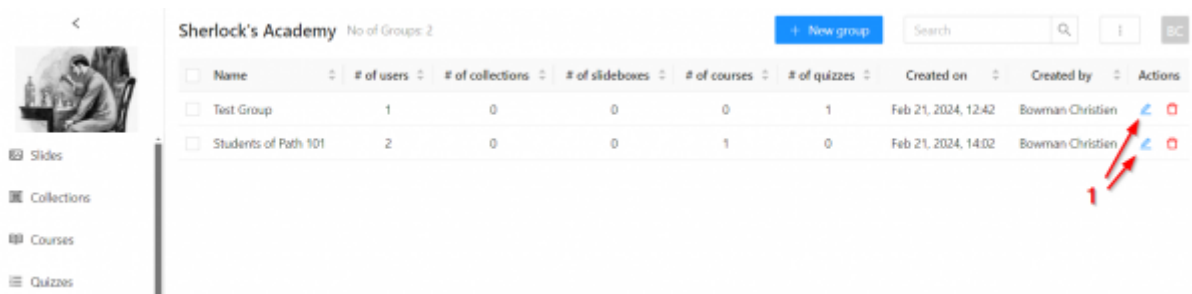 <
Sherlock's Academy No of Groups: 2 + New group Search BC
Name # of users # of collections # of slideboxes # of courses # of quizzes Created on Created by Actions
Test Group 1 0 0 0 1 Feb 21, 2024, 12:42 Bowman Christien
Students of Path 101 2 0 0 1 0 Feb 21, 2024, 14:02 Bowman Christien
1
Slides
Collections
Courses
Quizzes